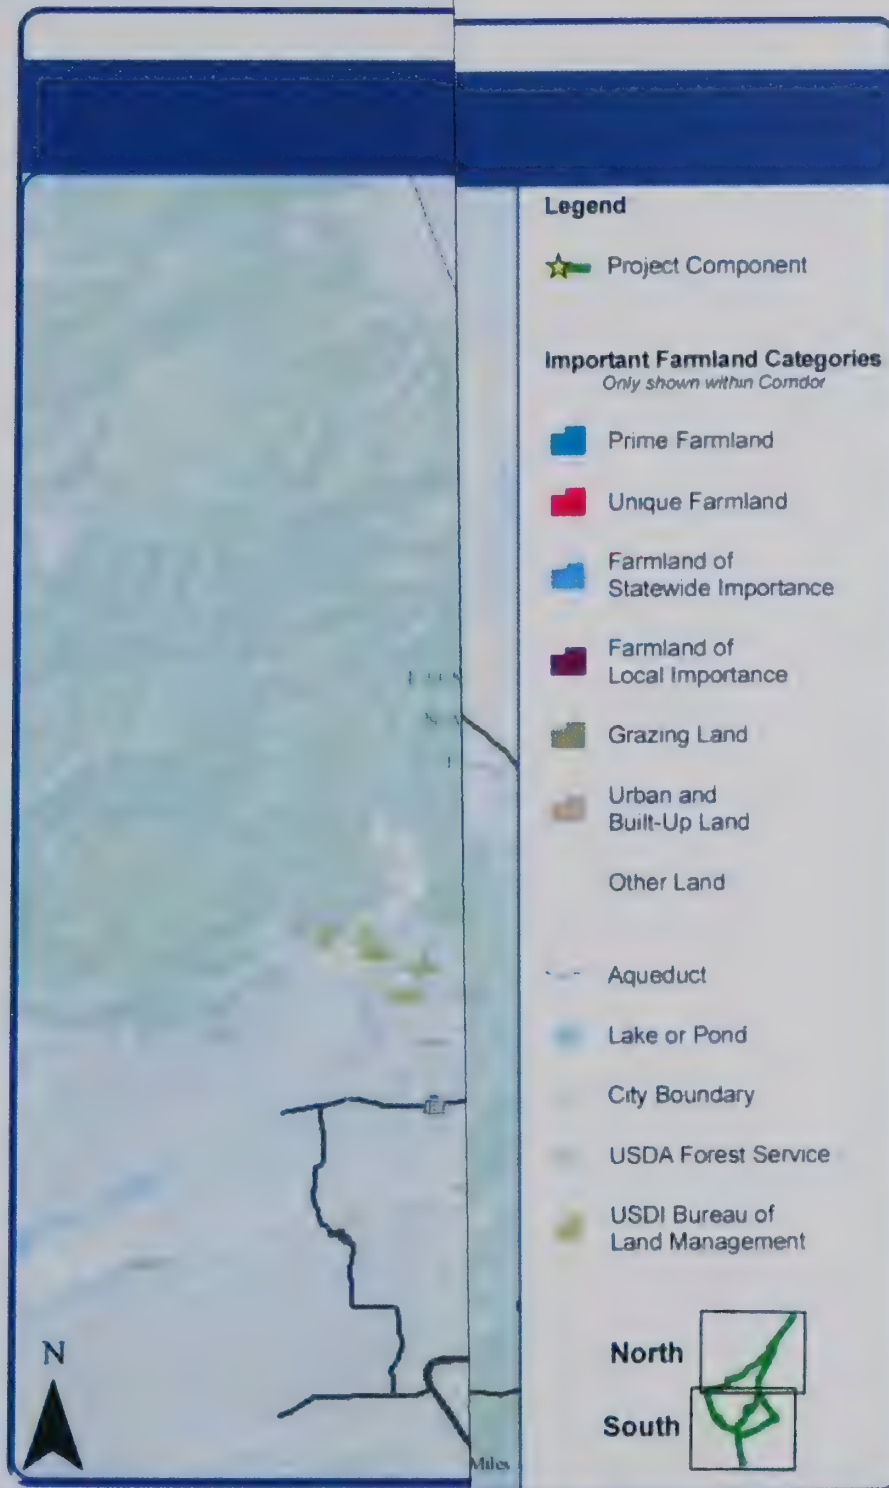 Legend
Project Component
Important Farmland Categories
Only shown within Corridor
Prime Farmland
Unique Farmland
Farmland of
Statewide Importance
Farmland of
Local Importance
Grazing Land
Urban and
Built-Up Land
Other Land
Aqueduct
Lake or Pond
City Boundary
USDA Forest Service
USDI Bureau of
Land Management
North
South
N
Miles